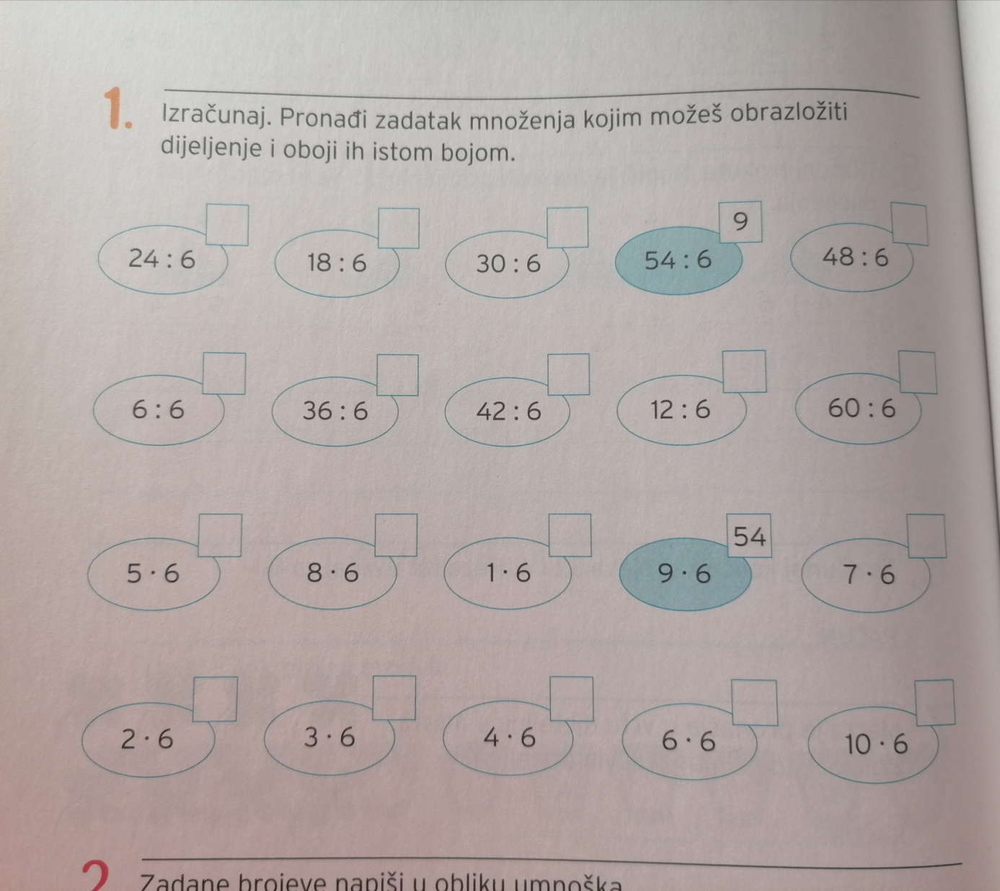 1.
Izračunaj. Pronađi zadatak množenja kojim možeš obrazložiti
dijeljenje i oboji ih istom bojom.
9
24 : 6 18 : 6 30 : 6 54 : 6 48 : 6
6 : 6 36 : 6 42 : 6 12 : 6 60 : 6
54
5 · 6 8 · 6 1 · 6 9 · 6 7 · 6
2 · 6 3 · 6 4 · 6 6 · 6 10 · 6
2
Zadane brojeve napiši u obliku umnoška